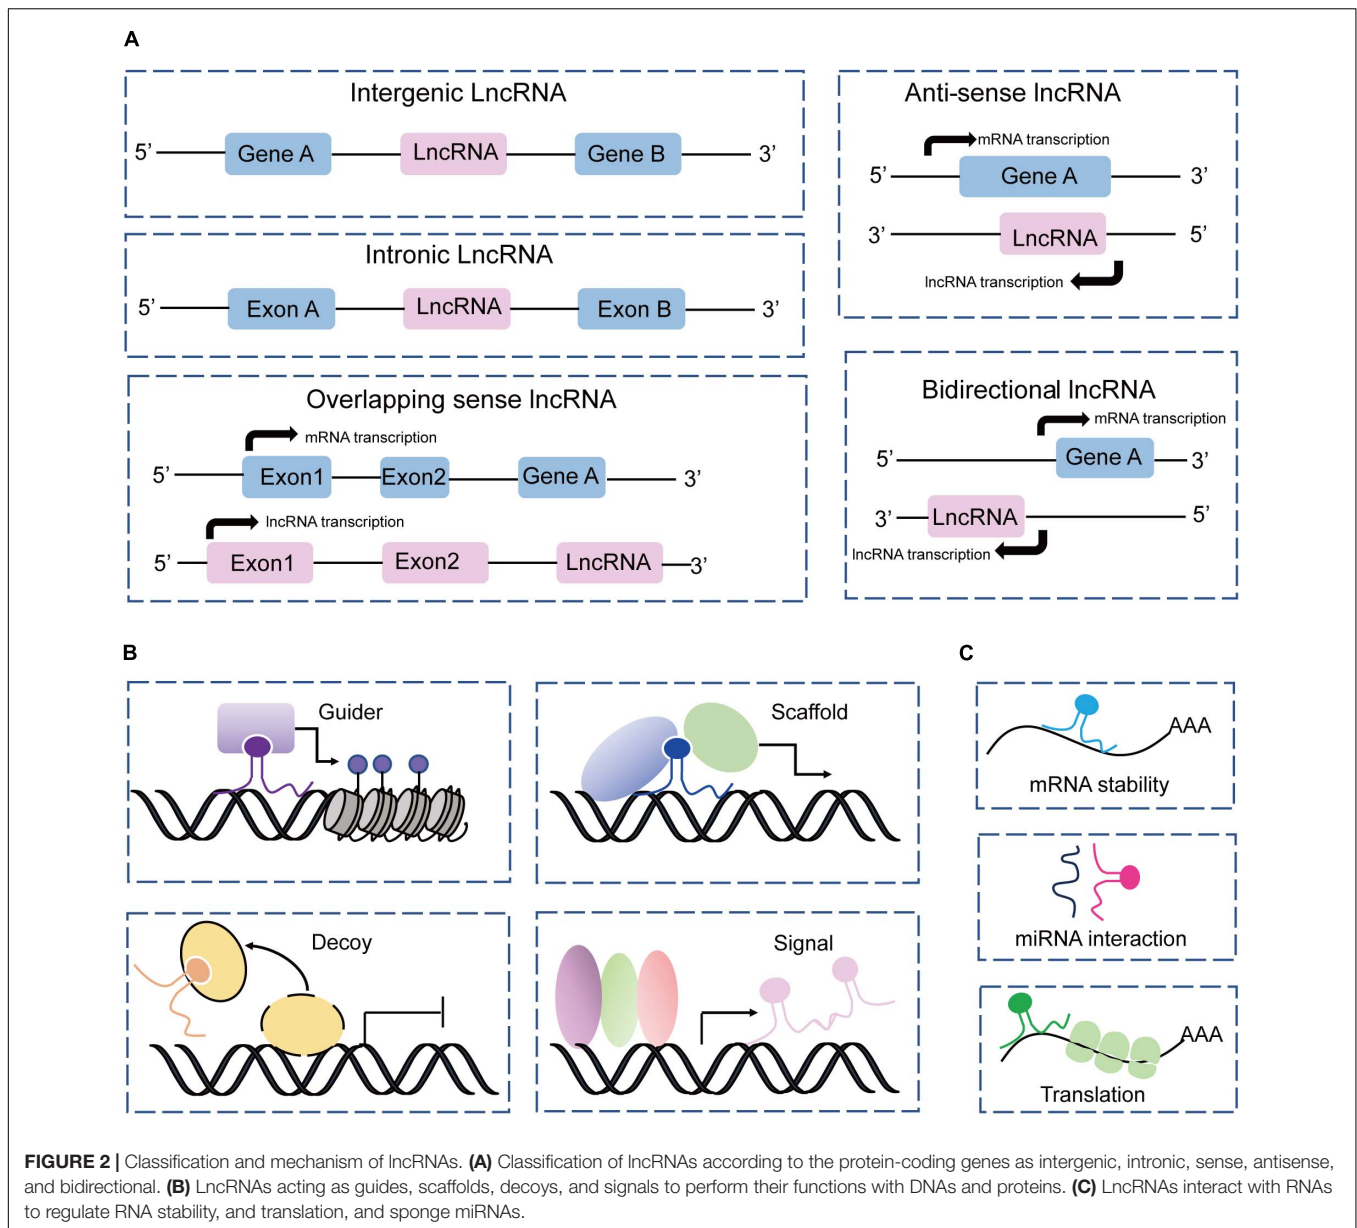 A
Intergenic LncRNA
5’ Gene A LncRNA Gene B 3’
Intronic LncRNA
5’ Exon A LncRNA Exon B 3’
Overlapping sense lncRNA
mRNA transcription
5’ Exon1 Exon2 Gene A 3’
lncRNA transcription
5’ Exon1 Exon2 LncRNA 3’
Anti-sense lncRNA
mRNA transcription
5’ Gene A 3’
3’ LncRNA 5’
lncRNA transcription
Bidirectional lncRNA
mRNA transcription
5’ Gene A 3’
3’ LncRNA 5’
lncRNA transcription
B
Guider
Scaffold
Decoy
Signal
C
AAA
mRNA stability
miRNA interaction
AAA
Translation
FIGURE 2 | Classification and mechanism of lncRNAs. (A) Classification of lncRNAs according to the protein-coding genes as intergenic, intronic, sense, antisense,
and bidirectional. (B) LncRNAs acting as guides, scaffolds, decoys, and signals to perform their functions with DNAs and proteins. (C) LncRNAs interact with RNAs
to regulate RNA stability, and translation, and sponge miRNAs.